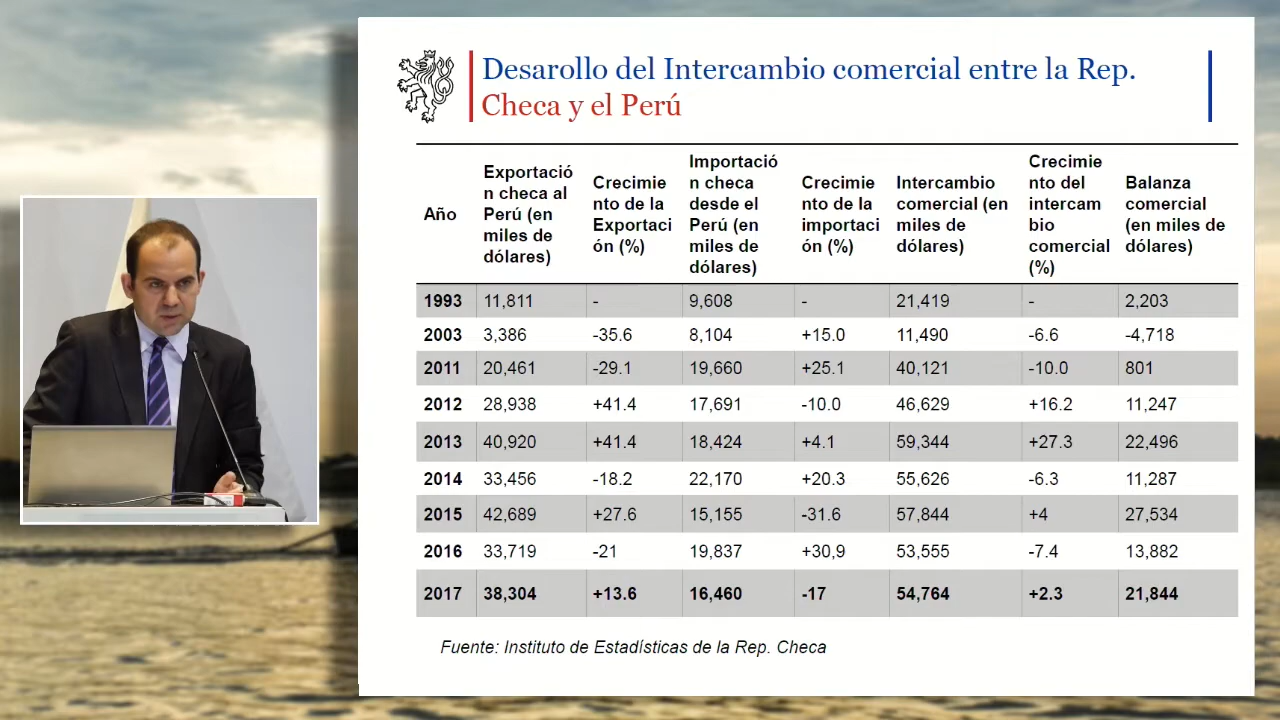 Desarollo del Intercambio comercial entre la Rep.
Checa y el Perú
Año | Exportació n checa al Perú (en miles de dólares) | Crecimie nto de la Exportaci ón (%) | Importació n checa desde el Perú (en miles de dólares) | Crecimie nto de la importaci ón (%) | Intercambio comercial (en miles de dólares) | Crecimie nto del intercam bio comercial (%) | Balanza comercial (en miles de dólares)
1993 11,811 - 9,608 - 21,419 - 2,203
2003 3,386 -35.6 8,104 +15.0 11,490 -6.6 -4,718
2011 20,461 -29.1 19,660 +25.1 40,121 -10.0 801
2012 28,938 +41.4 17,691 -10.0 46,629 +16.2 11,247
2013 40,920 +41.4 18,424 +4.1 59,344 +27.3 22,496
2014 33,456 -18.2 22,170 +20.3 55,626 -6.3 11,287
2015 42,689 +27.6 15,155 -31.6 57,844 +4 27,534
2016 33,719 -21 19,837 +30,9 53,555 -7.4 13,882
2017 38,304 +13.6 16,460 -17 54,764 +2.3 21,844
Fuente: Instituto de Estadísticas de la Rep. Checa